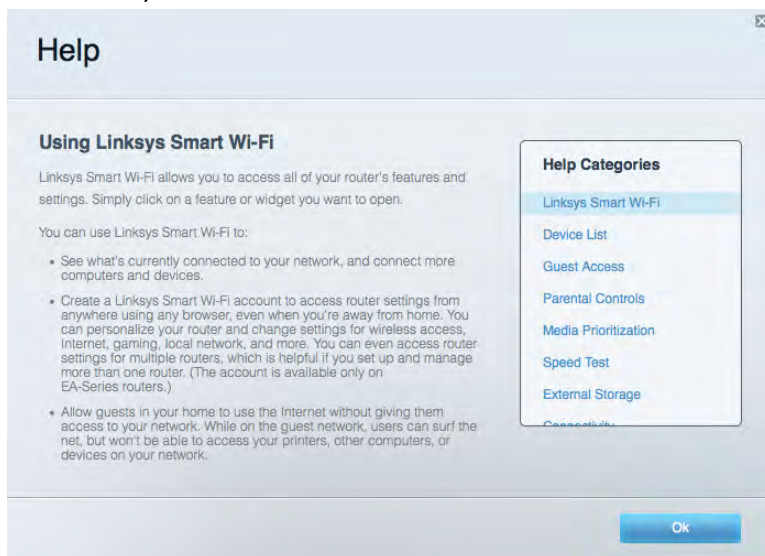 Help
Using Linksys Smart Wi-Fi
Linksys Smart Wi-Fi allows you to access all of your router's features and
settings. Simply click on a feature or widget you want to open.
You can use Linksys Smart Wi-Fi to:
• See what's currently connected to your network, and connect more
computers and devices.
• Create a Linksys Smart Wi-Fi account to access router settings from
anywhere using any browser, even when you're away from home. You
can personalize your router and change settings for wireless access,
Internet, gaming, local network, and more. You can even access router
settings for multiple routers, which is helpful if you set up and manage
more than one router. (The account is available only on
EA-Series routers.)
• Allow guests in your home to use the Internet without giving them
access to your network. While on the guest network, users can surf the
net, but won't be able to access your printers, other computers, or
devices on your network.
Help Categories
Linksys Smart Wi-Fi
Device List
Guest Access
Parental Controls
Media Prioritization
Speed Test
External Storage
Connectivity
Ok